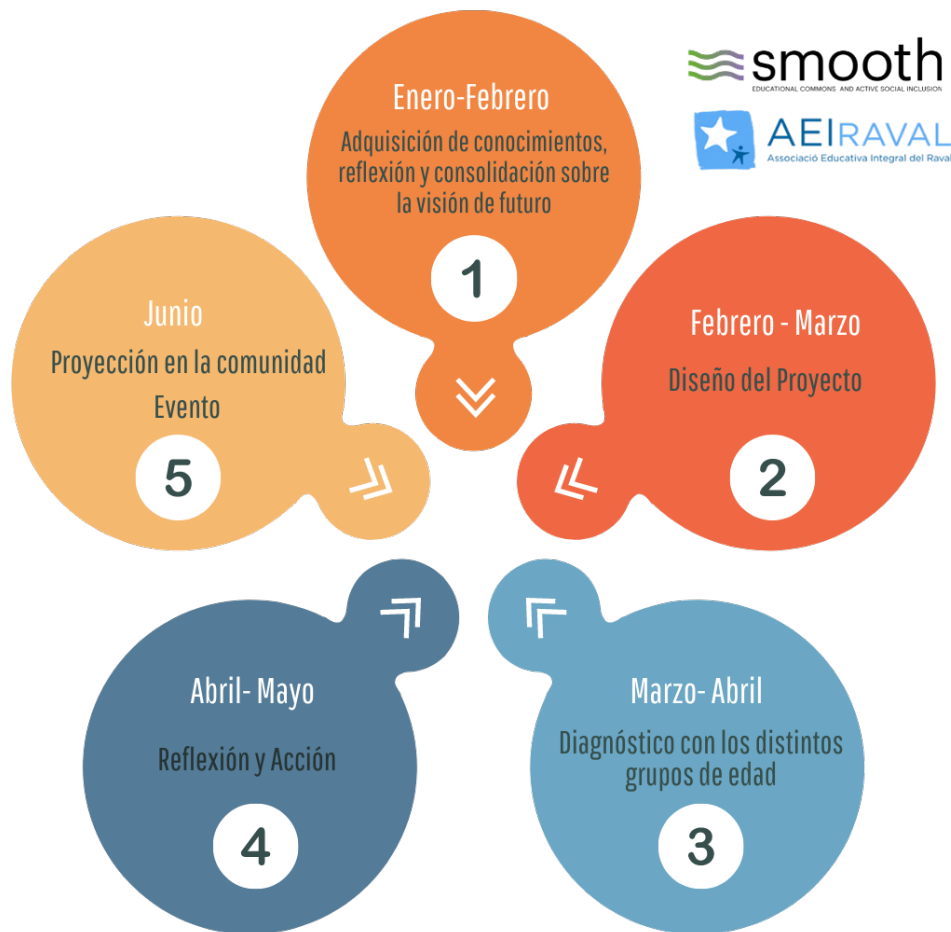 smooth
EDUCATIONAL COMMONS AND ACTIVE SOCIAL INCLUSION
AEIRAVAL
Associació Educativa Integral del Raval
Enero-Febrero
Adquisición de conocimientos,
reflexión y consolidación sobre
la visión de futuro
1
Febrero - Marzo
Diseño del Proyecto
2
Marzo- Abril
Diagnóstico con los distintos
grupos de edad
3
Abril- Mayo
Reflexión y Acción
4
Junio
Proyección en la comunidad
Evento
5